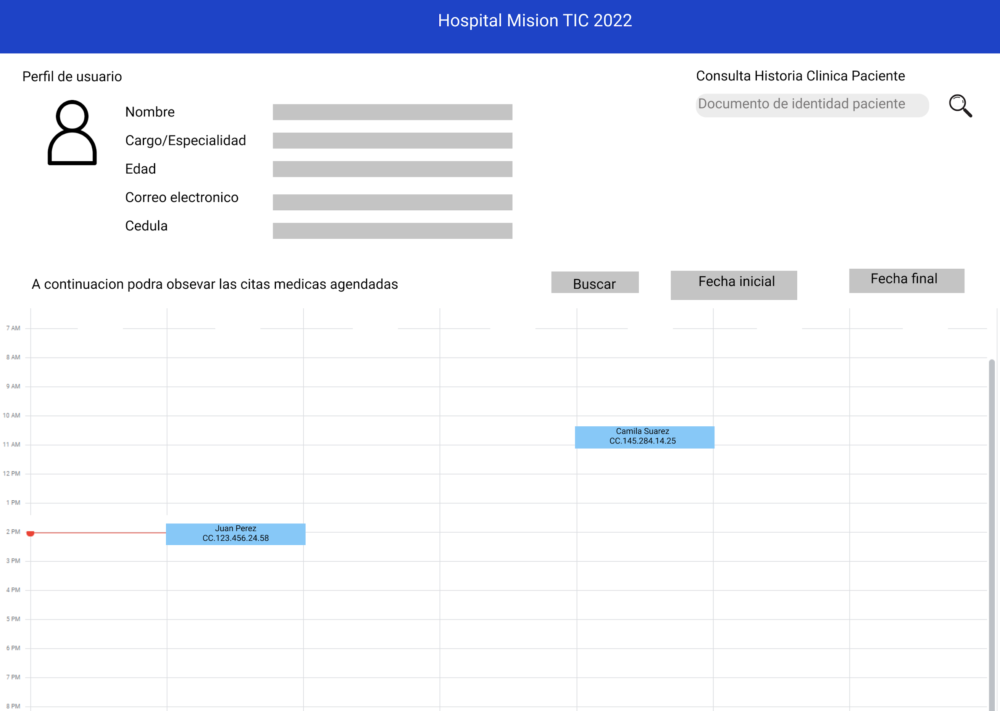 Hospital Mision TIC 2022
Perfil de usuario
Consulta Historia Clinica Paciente
Documento de identidad paciente
Nombre
Cargo/Especialidad
Edad
Correo electronico
Cedula
A continuacion podra obsevar las citas medicas agendadas
Buscar
Fecha inicial
Fecha final
7 AM
8 AM
9 AM
10 AM
Camila Suarez
CC.145.284.14.25
11 AM
12 PM
1 PM
Juan Perez
2 PM
CC.123.456.24.58
3 PM
4 PM
5 PM
6 PM
7 PM
8 PM